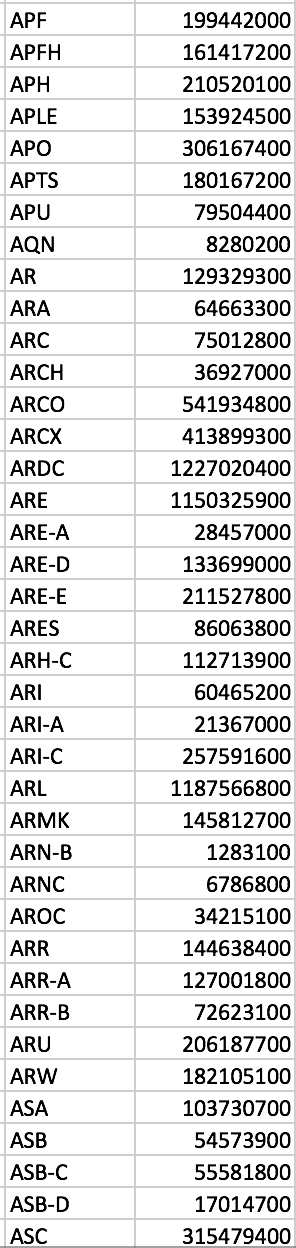 APF 199442000
APFH 161417200
APH 210520100
APLE 153924500
APO 306167400
APTS 180167200
APU 79504400
AQN 8280200
AR 129329300
ARA 64663300
ARC 75012800
ARCH 36927000
ARCO 541934800
ARCX 413899300
ARDC 1227020400
ARE 1150325900
ARE-A 28457000
ARE-D 133699000
ARE-E 211527800
ARES 86063800
ARH-C 112713900
ARI 60465200
ARI-A 21367000
ARI-C 257591600
ARL 1187566800
ARMK 145812700
ARN-B 1283100
ARNC 6786800
AROC 34215100
ARR 144638400
ARR-A 127001800
ARR-B 72623100
ARU 206187700
ARW 182105100
ASA 103730700
ASB 54573900
ASB-C 55581800
ASB-D 17014700
ASC 315479400